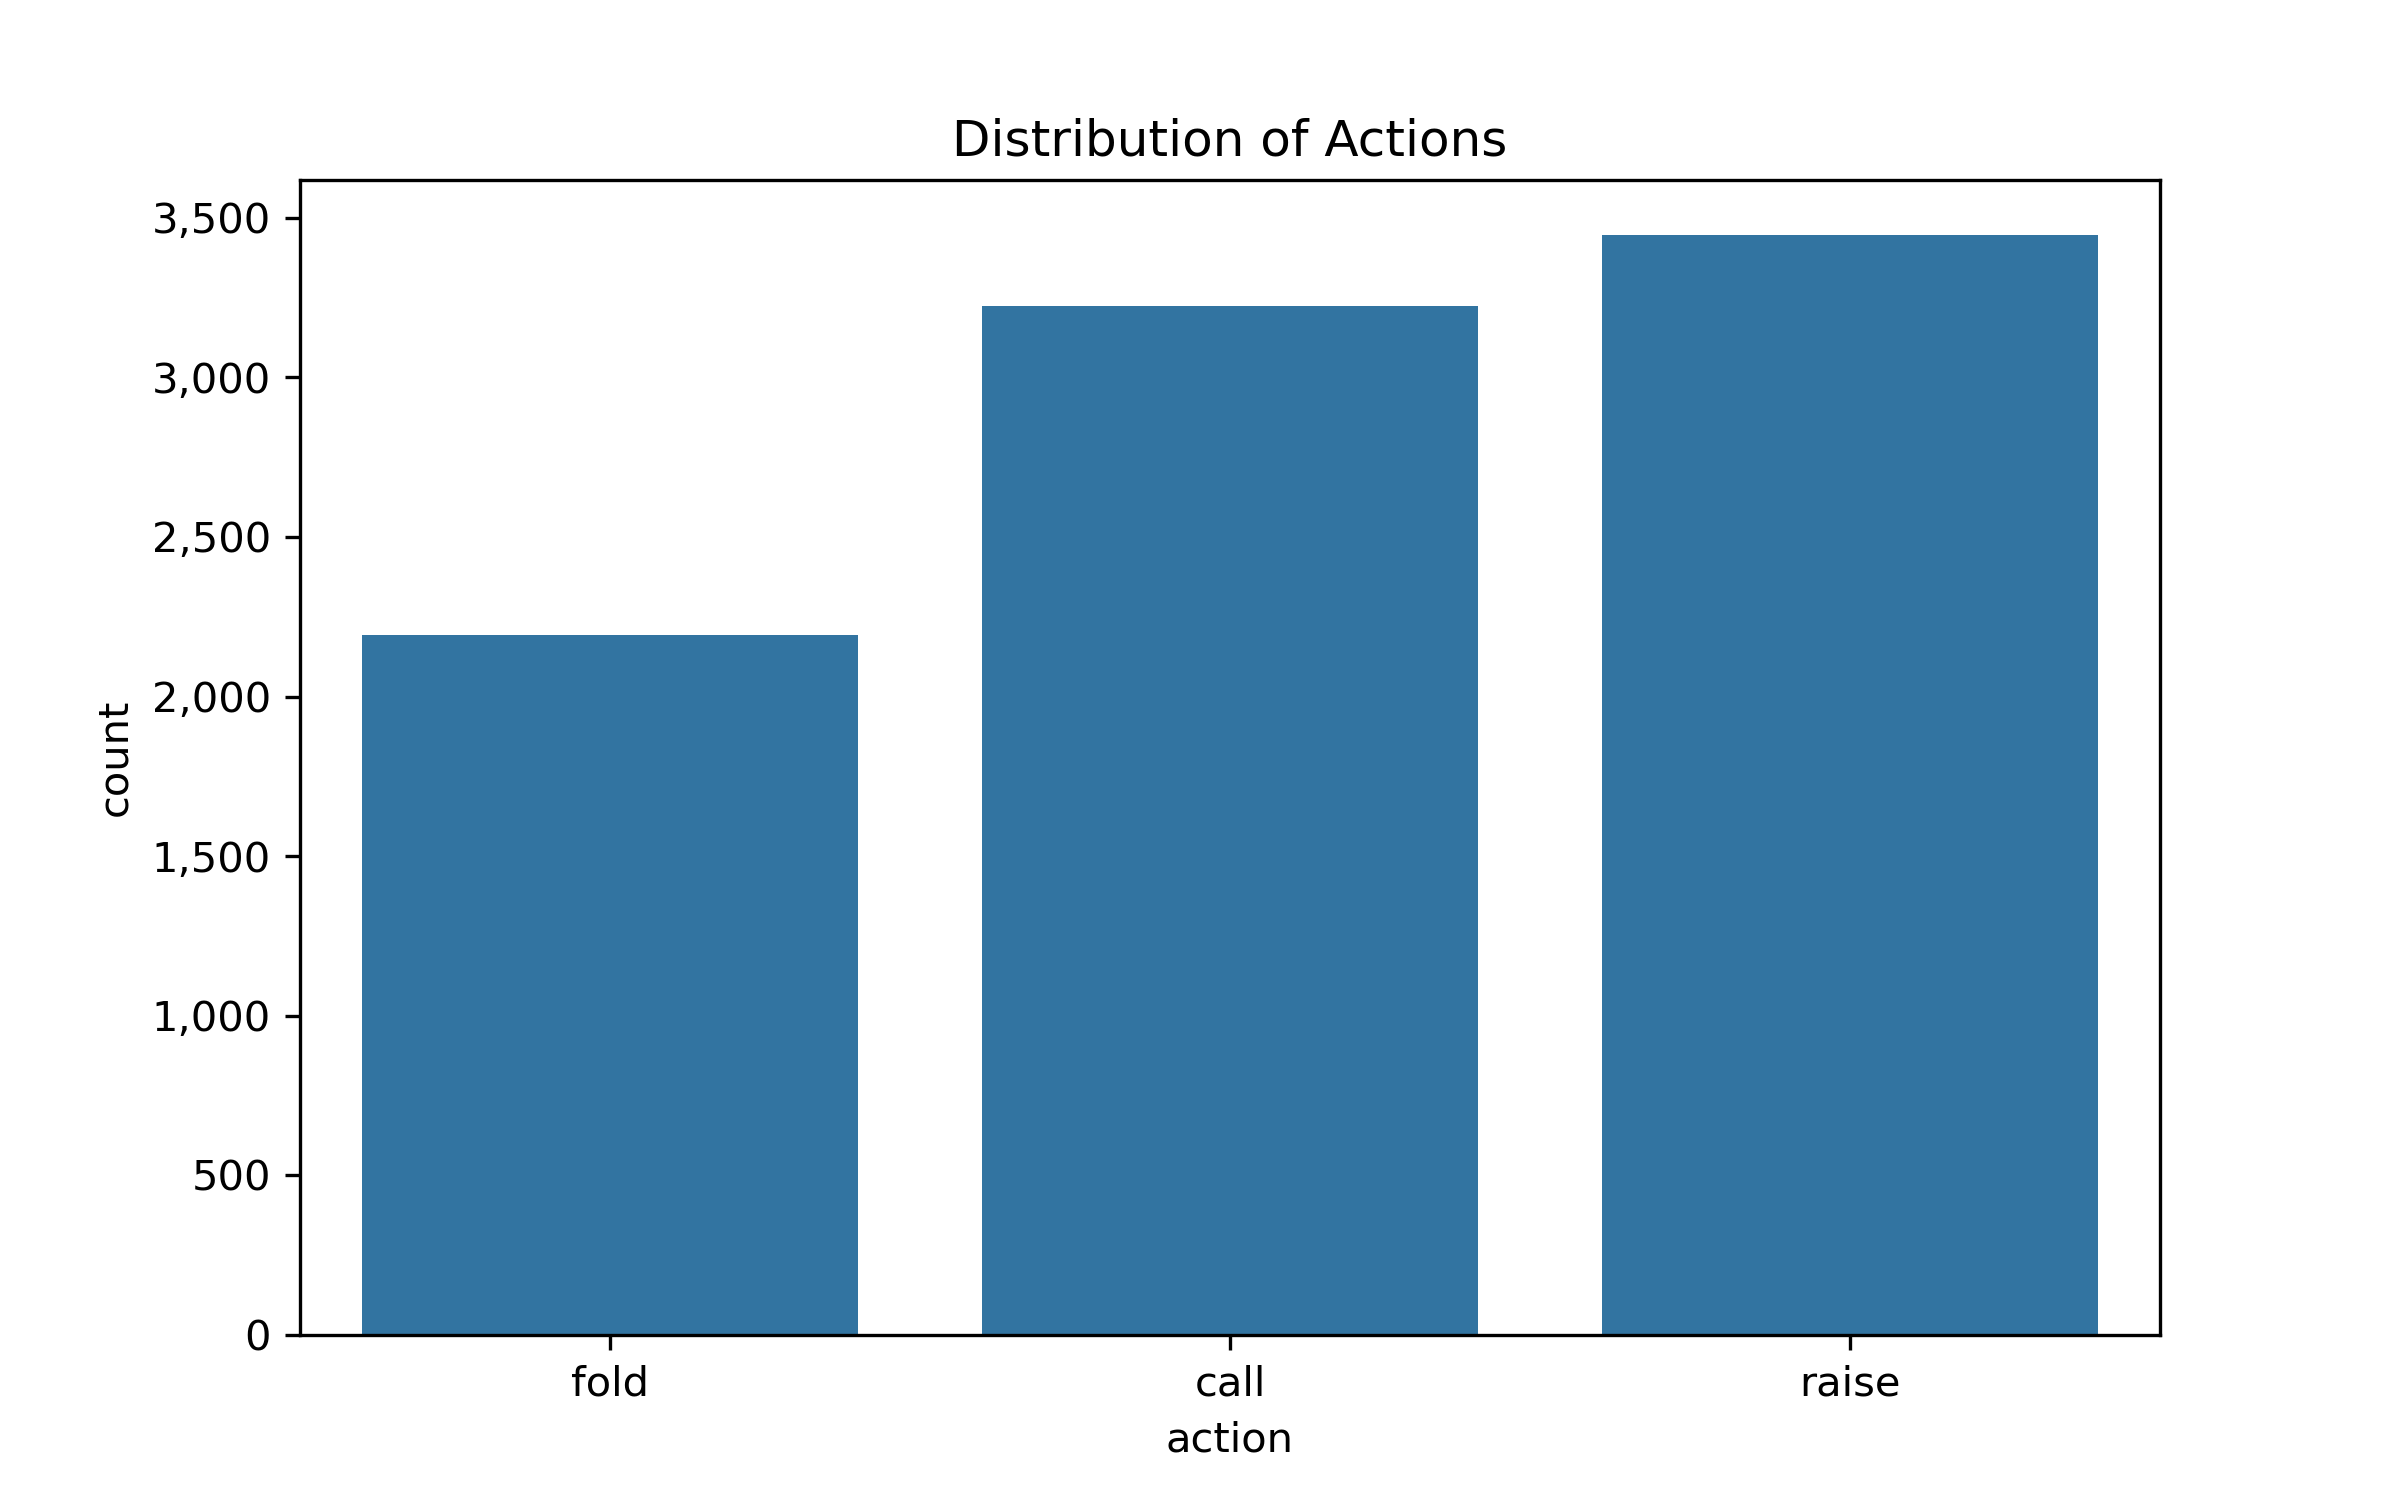 Distribution of Actions
3,500
3,000
2,500
2,000
1,500
1,000
500
0
count
fold call raise
action